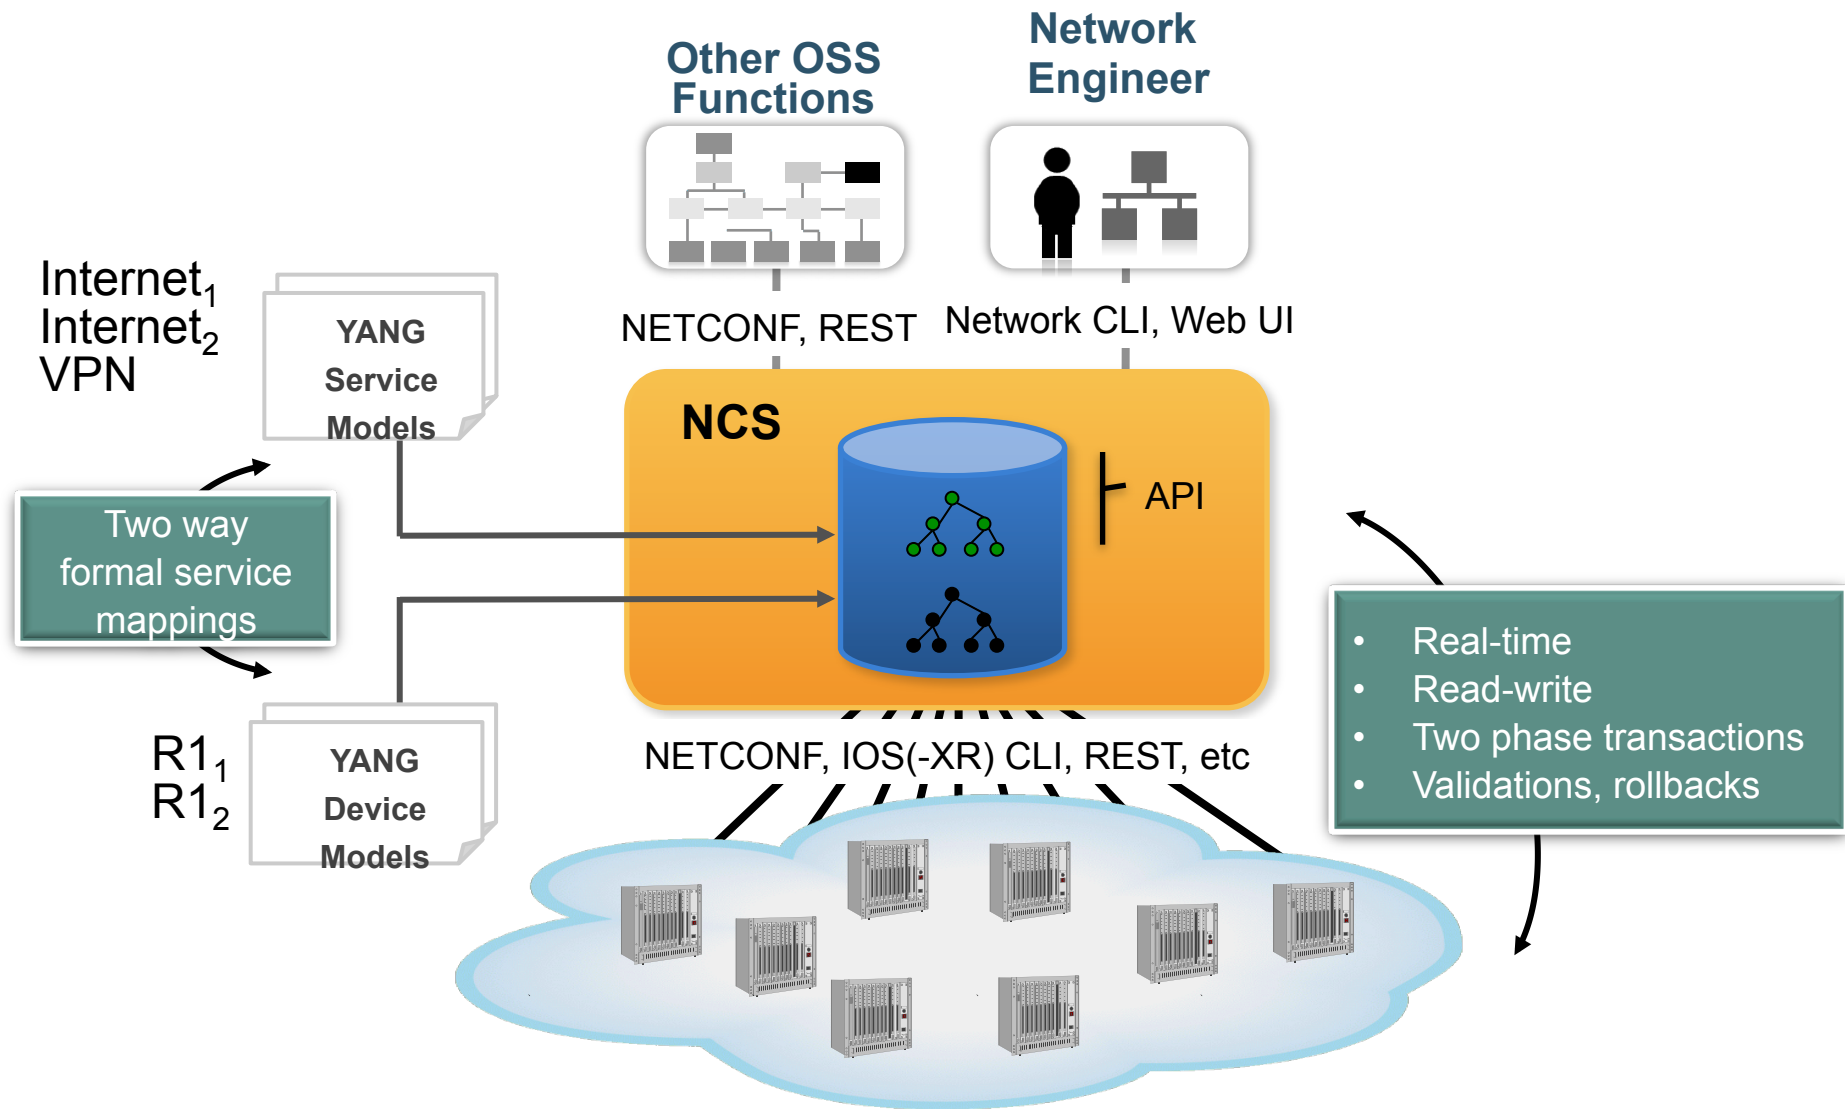 Other OSS
Functions
Network
Engineer
NETCONF, REST
Network CLI, Web UI
Internet₁
Internet₂
VPN
YANG
Service
Models
NCS
API
Two way
formal service
mappings
R1₁
R1₂
YANG
Device
Models
NETCONF, IOS(-XR) CLI, REST, etc
• Real-time
• Read-write
• Two phase transactions
• Validations, rollbacks